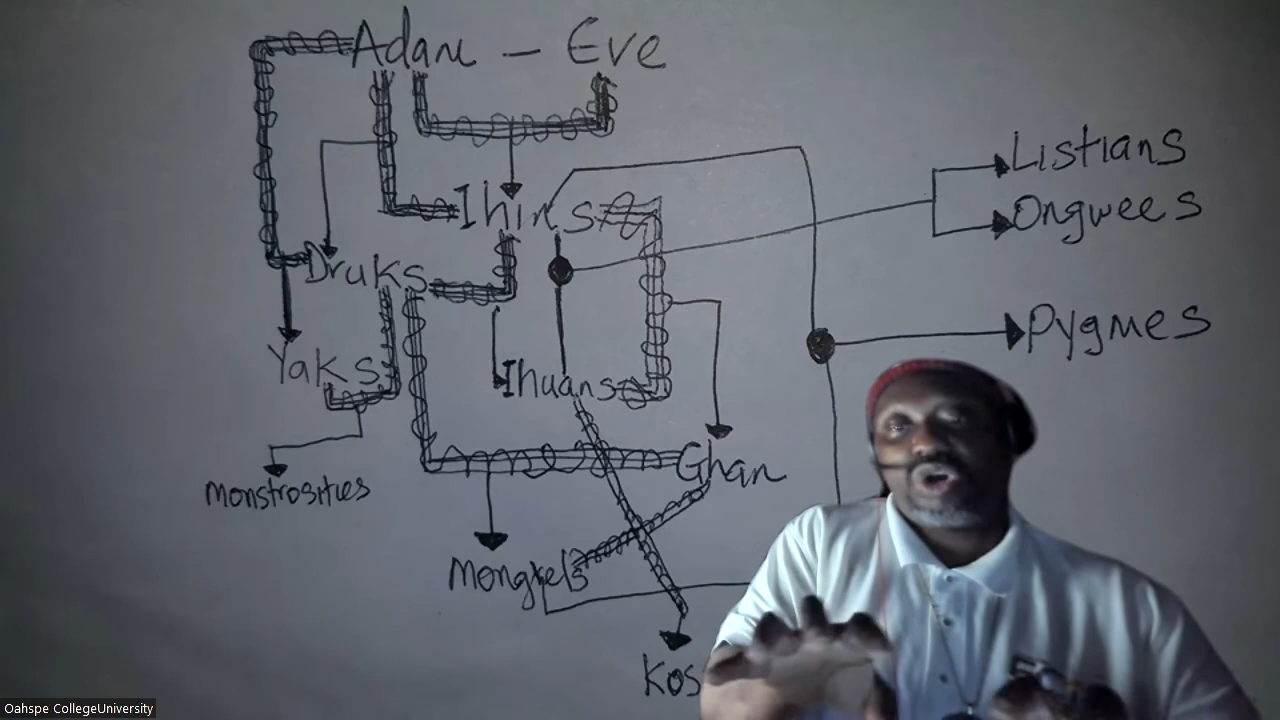 Adam - Eve
Listians
Ihins
Ongwees
Druks
Pygmes
Yaks
Ihuans
Ghan
Monstrosities
Mongrels
Kos
Oahspe CollegeUniversity